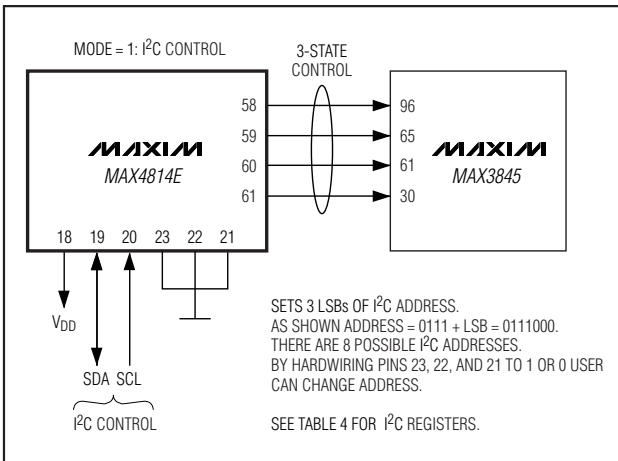 MODE = 1: I²C CONTROL
3-STATE
CONTROL
58
59
60
61
96
65
61
30
MAXIM
MAX4814E
MAXIM
MAX3845
18 19 20 23 22 21
VDD
SDA SCL
I²C CONTROL
SETS 3 LSBs OF I²C ADDRESS.
AS SHOWN ADDRESS = 0111 + LSB = 0111000.
THERE ARE 8 POSSIBLE I²C ADDRESSES.
BY HARDWIRING PINS 23, 22, AND 21 TO 1 OR 0 USER
CAN CHANGE ADDRESS.
SEE TABLE 4 FOR I²C REGISTERS.